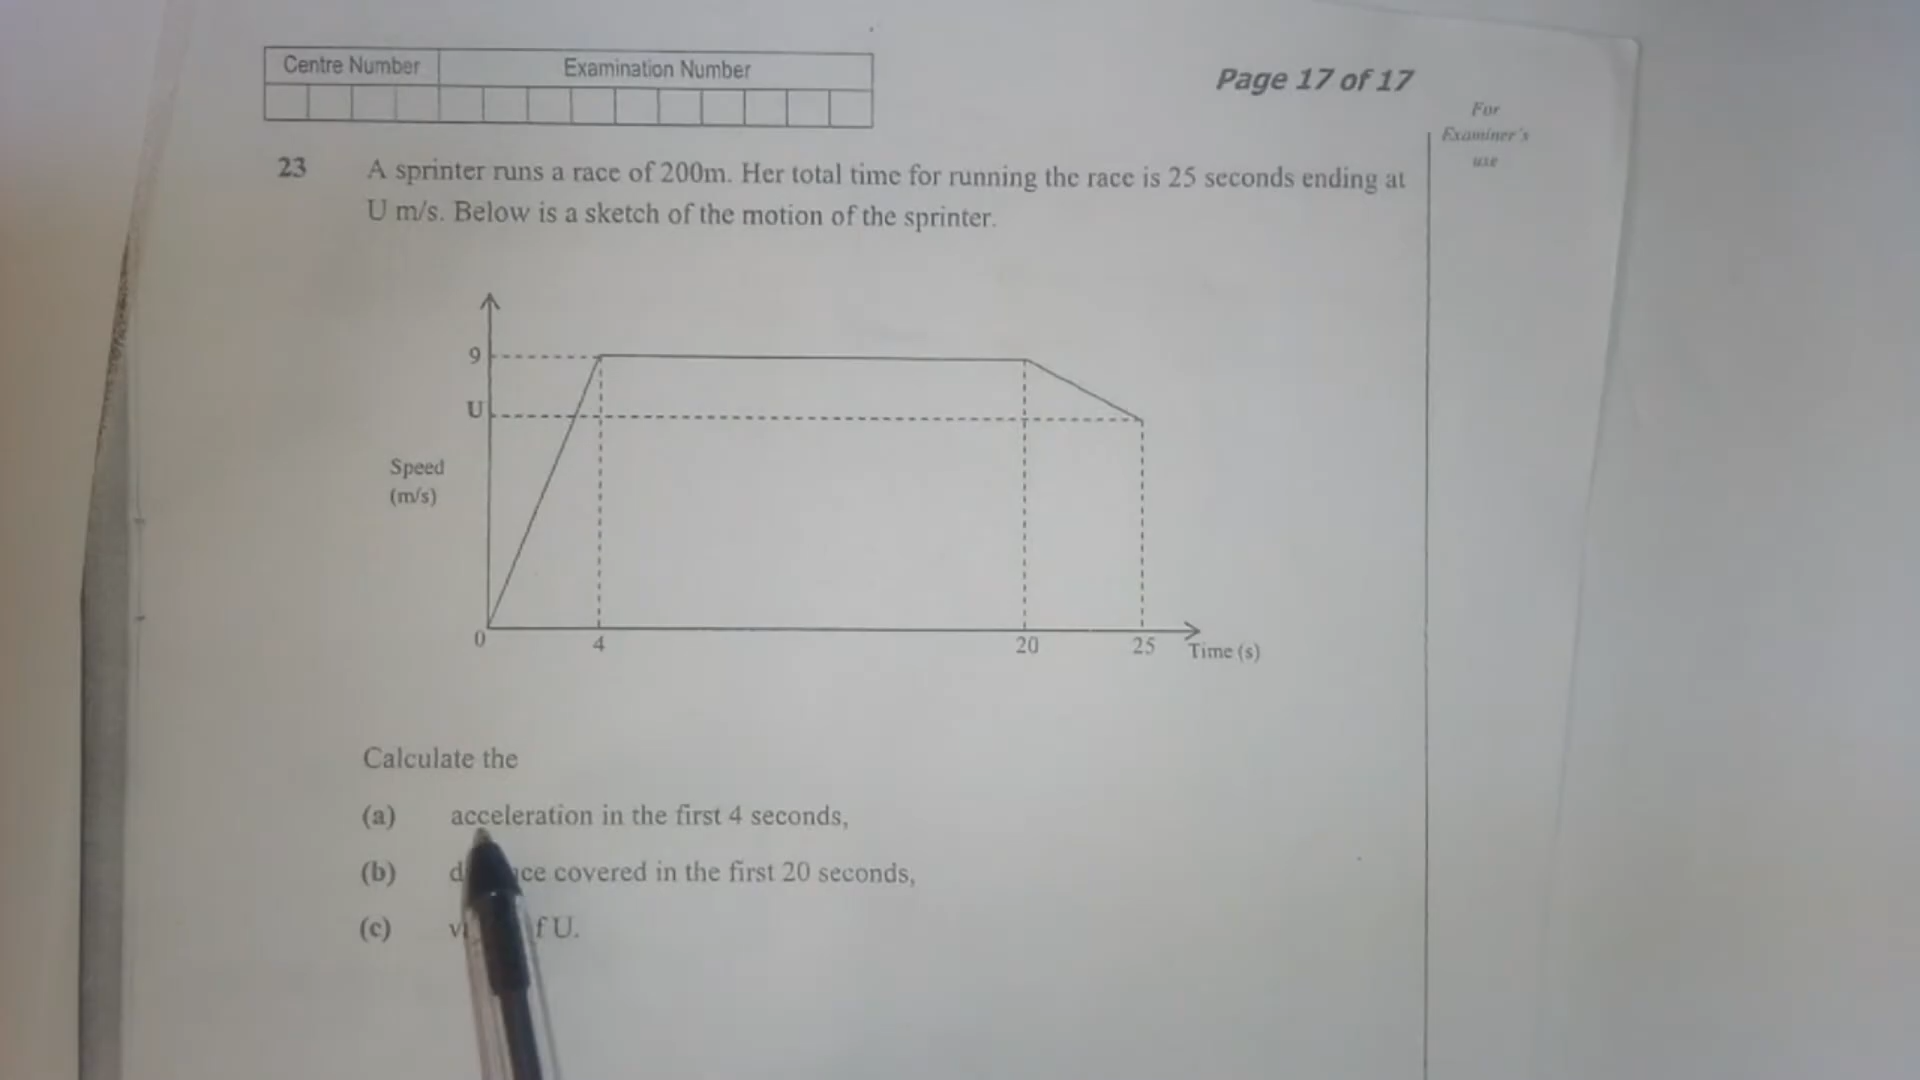 Centre Number Examination Number
Page 17 of 17
For
Examiner's
use
23 A sprinter runs a race of 200m. Her total time for running the race is 25 seconds ending at
U m/s. Below is a sketch of the motion of the sprinter.
9
U
Speed
(m/s)
0 4 20 25 Time (s)
Calculate the
(a) acceleration in the first 4 seconds,
(b) covered in the first 20 seconds,
(c) U.